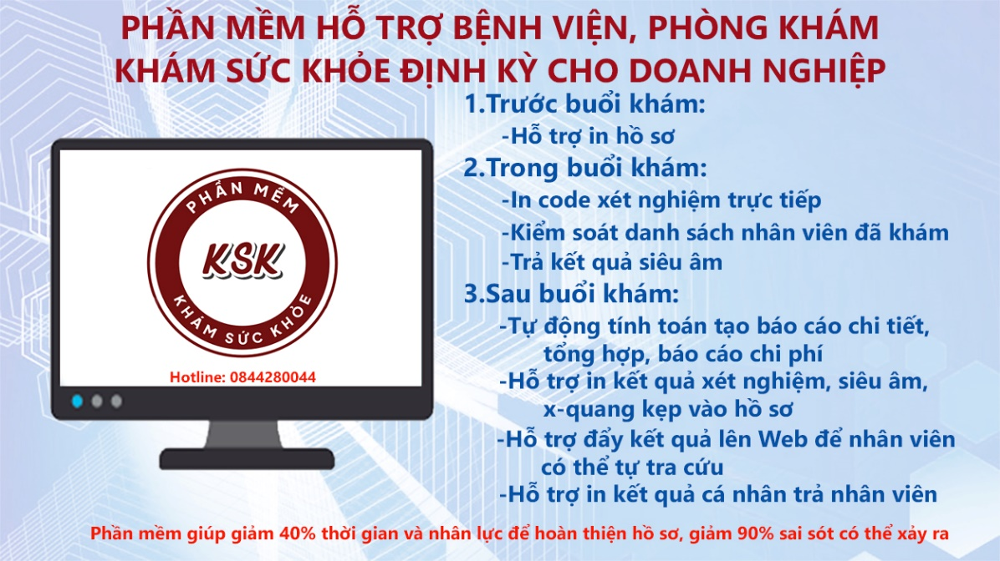 PHẦN MỀM HỖ TRỢ BỆNH VIỆN, PHÒNG KHÁM
KHÁM SỨC KHỎE ĐỊNH KỲ CHO DOANH NGHIỆP
PHẦN MỀM
KSK
KHÁM SỨC KHỎE
Hotline: 0844280044
1.Trước buổi khám:
-Hỗ trợ in hồ sơ
2.Trong buổi khám:
-In code xét nghiệm trực tiếp
-Kiểm soát danh sách nhân viên đã khám
-Trả kết quả siêu âm
3.Sau buổi khám:
-Tự động tính toán tạo báo cáo chi tiết,
tổng hợp, báo cáo chi phí
-Hỗ trợ in kết quả xét nghiệm, siêu âm,
x-quang kẹp vào hồ sơ
-Hỗ trợ đẩy kết quả lên Web để nhân viên
có thể tự tra cứu
-Hỗ trợ in kết quả cá nhân trả nhân viên
Phần mềm giúp giảm 40% thời gian và nhân lực để hoàn thiện hồ sơ, giảm 90% sai sót có thể xảy ra